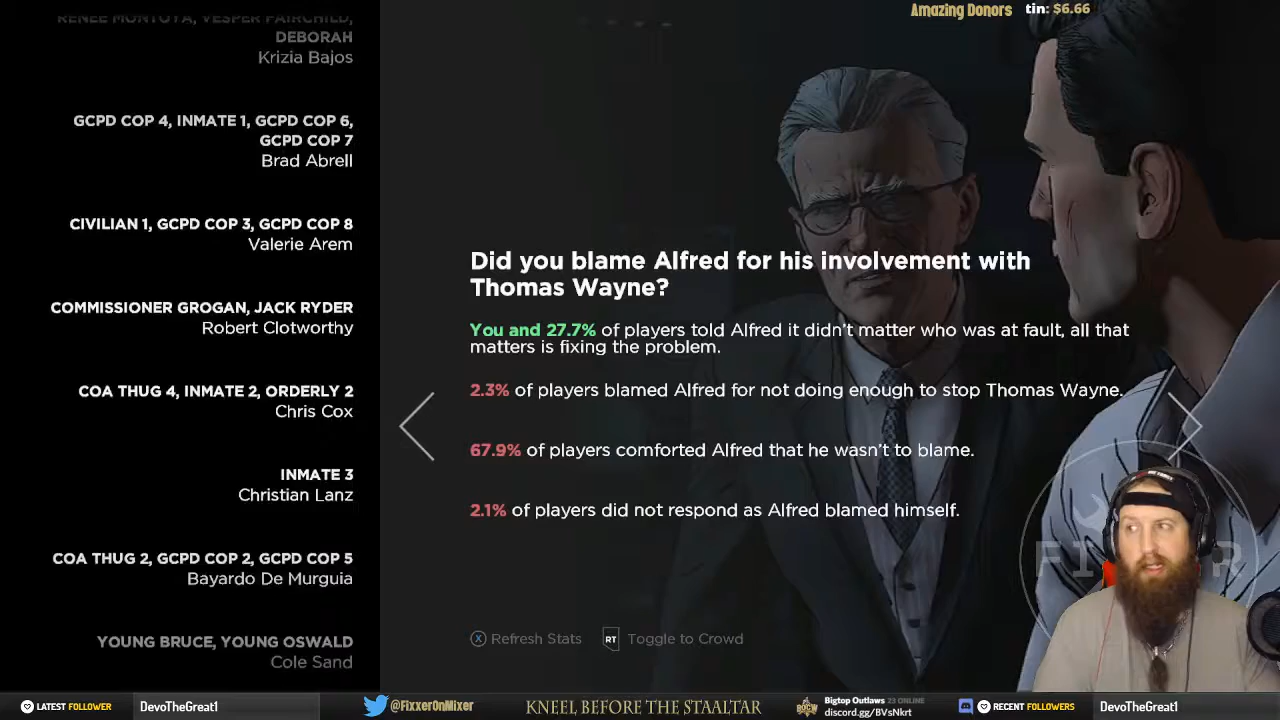 Amazing Donors tin: $6.66
RENEE MONTOYA, VESPER FAIRCHILD,
DEBORAH
Krizia Bajos
GCPD COP 4, INMATE 1, GCPD COP 6,
GCPD COP 7
Brad Abrell
CIVILIAN 1, GCPD COP 3, GCPD COP 8
Valerie Arem
COMMISSIONER GROGAN, JACK RYDER
Robert Clotworthy
COA THUG 4, INMATE 2, ORDERLY 2
Chris Cox
INMATE 3
Christian Lanz
COA THUG 2, GCPD COP 2, GCPD COP 5
Bayardo De Murguia
YOUNG BRUCE, YOUNG OSWALD
Cole Sand
Did you blame Alfred for his involvement with
Thomas Wayne?
You and 27.7% of players told Alfred it didn't matter who was at fault, all that
matters is fixing the problem.
2.3% of players blamed Alfred for not doing enough to stop Thomas Wayne.
67.9% of players comforted Alfred that he wasn't to blame.
2.1% of players did not respond as Alfred blamed himself.
X Refresh Stats RT Toggle to Crowd
LATEST FOLLOWER DevoTheGreat1
@FixxerOnMixer
KNEEL BEFORE THE STAALTAR
Bigtop Outlaws 23 ONLINE
discord.gg/BVsNkrt
RECENT FOLLOWERS DevoTheGreat1